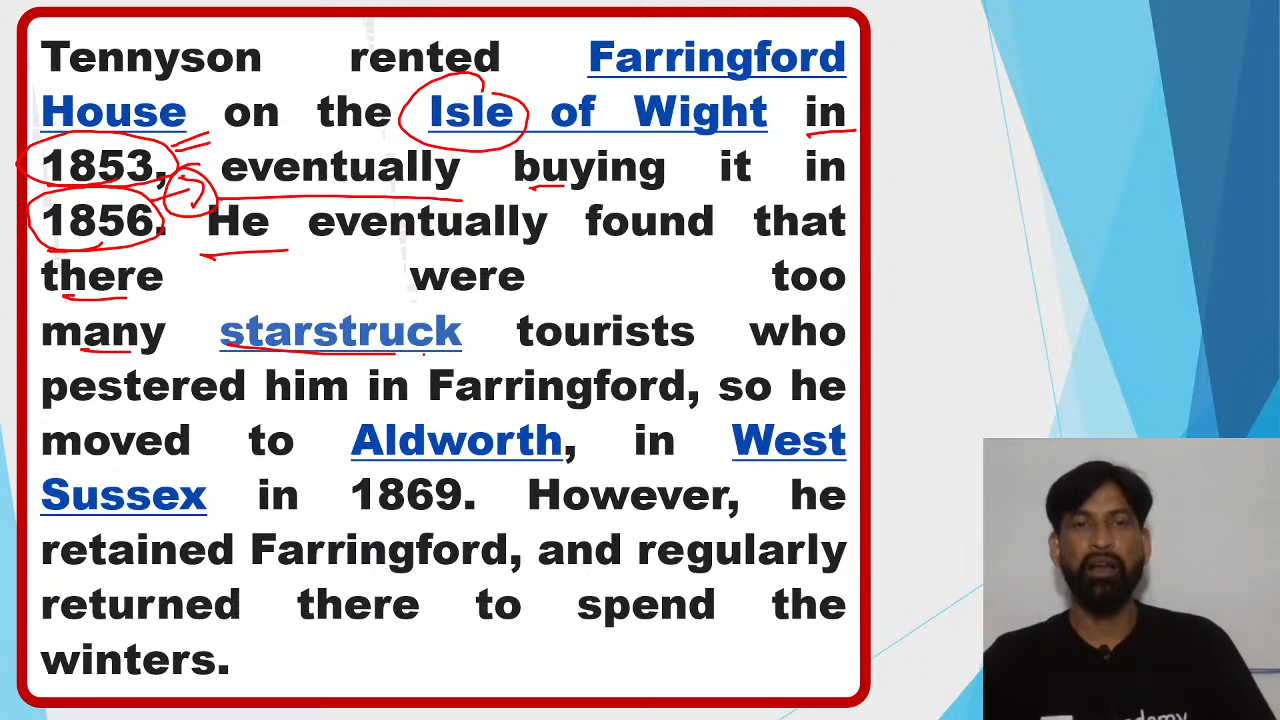 Tennyson rented Farringford
House on the Isle of Wight in
1853, eventually buying it in
1856. He eventually found that
there were too
many starstruck tourists who
pestered him in Farringford, so he
moved to Aldworth, in West
Sussex in 1869. However, he
retained Farringford, and regularly
returned there to spend the
winters.